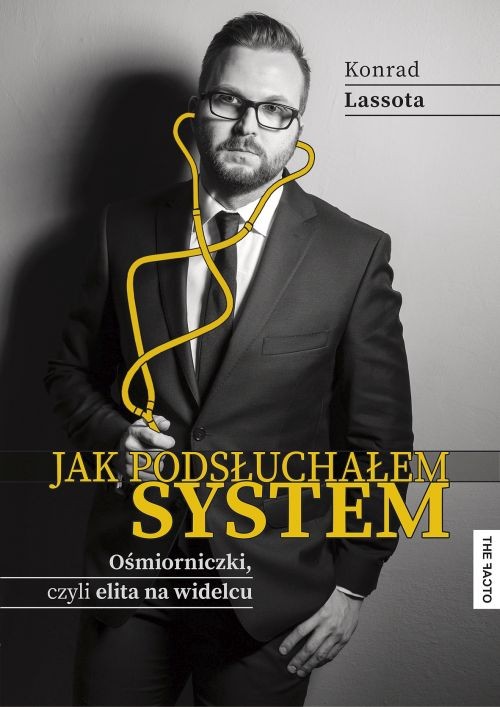 Konrad
Lassota
JAK PODSŁUCHAŁEM
SYSTEM
Ośmiorniczki,
czyli elita na widelcu
THE FACTO